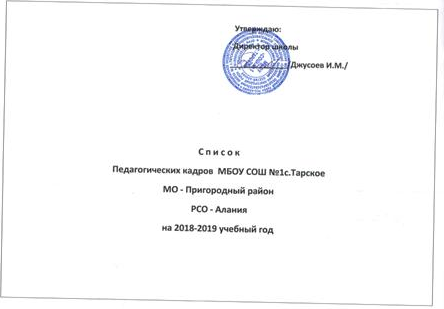 Утверждаю:
Директор школы
/Джусоев И.М./
С п и с о к
Педагогических кадров МБОУ СОШ №1с.Тарское
МО - Пригородный район
РСО - Алания
на 2018-2019 учебный год